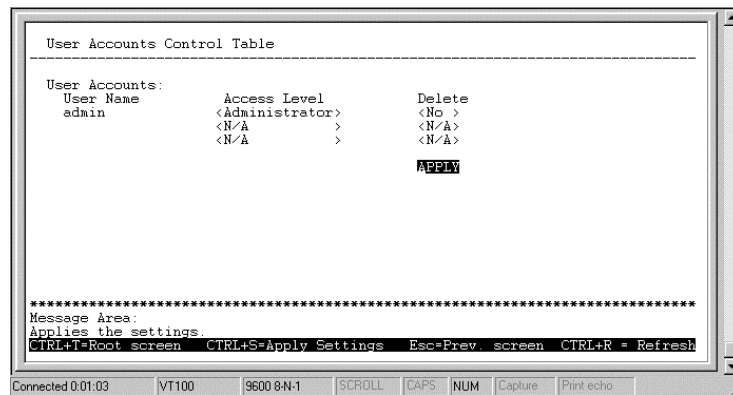 User Accounts Control Table
------------------------------------------------------------------------------
User Accounts:
User Name Access Level Delete
admin <Administrator> <No >
<N/A > <N/A>
<N/A > <N/A>
APPLY
******************************************************************************
Message Area:
Applies the settings.
CTRL+T=Root screen CTRL+S=Apply Settings Esc=Prev. screen CTRL+R = Refresh
Connected 0:01:03 VT100 9600 8-N-1 SCROLL CAPS NUM Capture Print echo